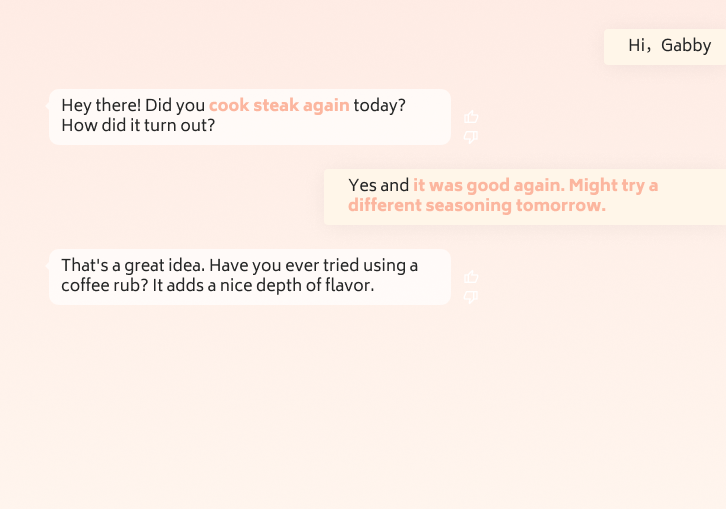 Hi，Gabby
Hey there! Did you cook steak again today?
How did it turn out?
Yes and it was good again. Might try a
different seasoning tomorrow.
That's a great idea. Have you ever tried using a
coffee rub? It adds a nice depth of flavor.